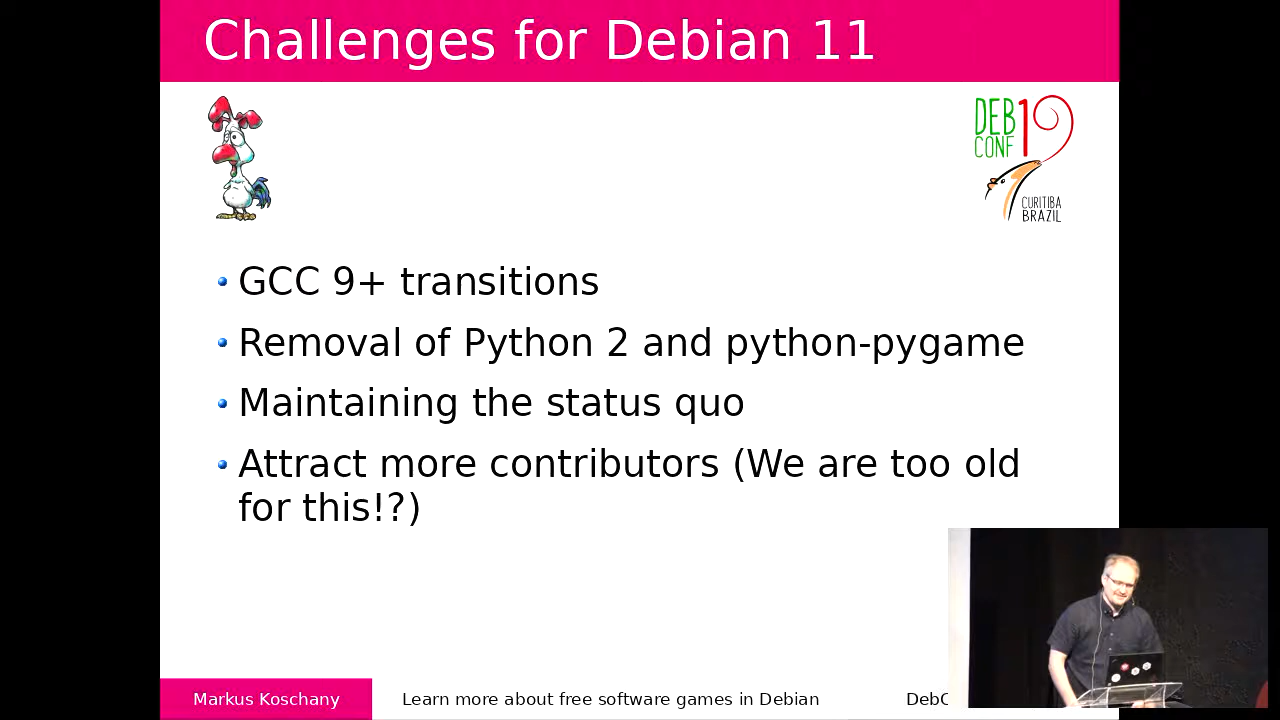 Challenges for Debian 11
DEB
CONF 19
CURITIBA
BRAZIL
GCC 9+ transitions
Removal of Python 2 and python-pygame
Maintaining the status quo
Attract more contributors (We are too old
for this!?)
Markus Koschany
Learn more about free software games in Debian
DebC